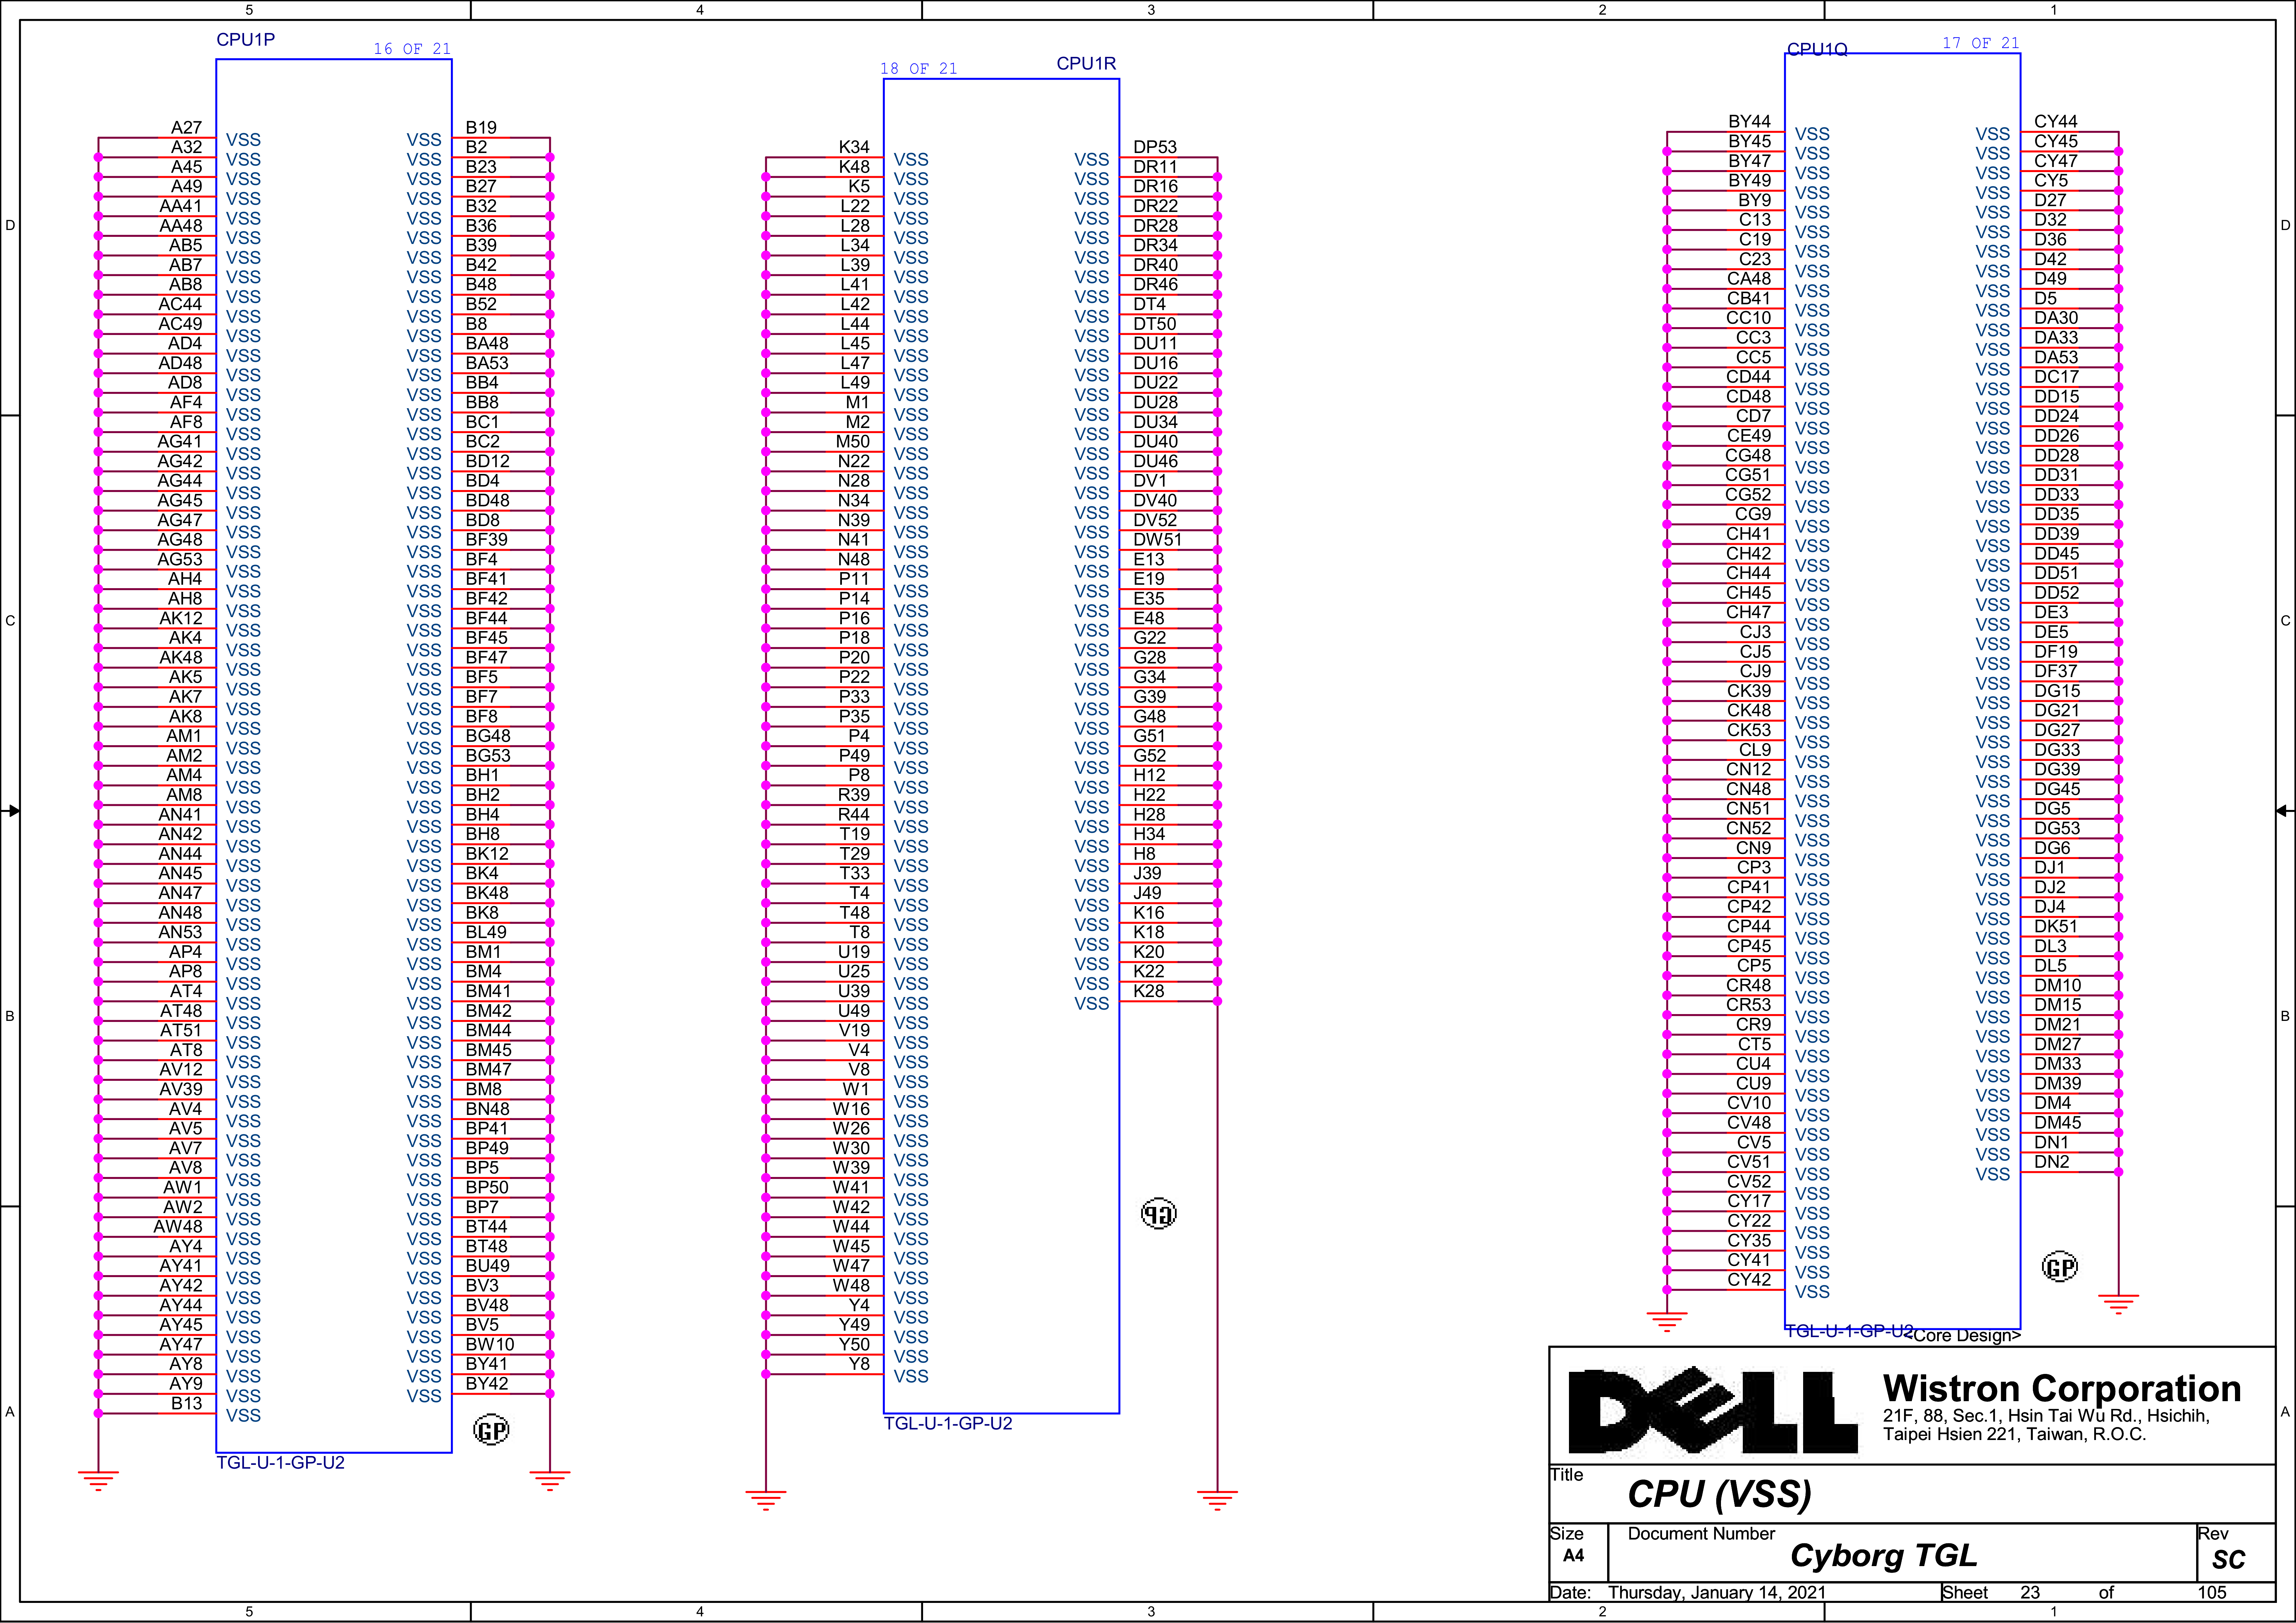 5 4 3 2 1
CPU1P
16 OF 21
A27 VSS VSS B19
A32 VSS VSS B2
A45 VSS VSS B23
A49 VSS VSS B27
AA41 VSS VSS B32
AA48 VSS VSS B36
AB5 VSS VSS B39
AB7 VSS VSS B42
AB8 VSS VSS B48
AC44 VSS VSS B52
AC49 VSS VSS B8
AD4 VSS VSS BA48
AD48 VSS VSS BA53
AD8 VSS VSS BB4
AF4 VSS VSS BB8
AF8 VSS VSS BC1
AG41 VSS VSS BC2
AG42 VSS VSS BD12
AG44 VSS VSS BD4
AG45 VSS VSS BD48
AG47 VSS VSS BD8
AG48 VSS VSS BF39
AG53 VSS VSS BF4
AH4 VSS VSS BF41
AH8 VSS VSS BF42
AK12 VSS VSS BF44
AK4 VSS VSS BF45
AK48 VSS VSS BF47
AK5 VSS VSS BF5
AK7 VSS VSS BF7
AK8 VSS VSS BF8
AM1 VSS VSS BG48
AM2 VSS VSS BG53
AM4 VSS VSS BH1
AM8 VSS VSS BH2
AN41 VSS VSS BH4
AN42 VSS VSS BH8
AN44 VSS VSS BK12
AN45 VSS VSS BK4
AN47 VSS VSS BK48
AN48 VSS VSS BK8
AN53 VSS VSS BL49
AP4 VSS VSS BM1
AP8 VSS VSS BM4
AT4 VSS VSS BM41
AT48 VSS VSS BM42
AT51 VSS VSS BM44
AT8 VSS VSS BM45
AV12 VSS VSS BM47
AV39 VSS VSS BM8
AV4 VSS VSS BN48
AV5 VSS VSS BP41
AV7 VSS VSS BP49
AV8 VSS VSS BP5
AW1 VSS VSS BP50
AW2 VSS VSS BP7
AW48 VSS VSS BT44
AY4 VSS VSS BT48
AY41 VSS VSS BU49
AY42 VSS VSS BV3
AY44 VSS VSS BV48
AY45 VSS VSS BV5
AY47 VSS VSS BW10
AY8 VSS VSS BY41
AY9 VSS VSS BY42
B13 VSS
GP
TGL-U-1-GP-U2
18 OF 21
CPU1R
K34 VSS VSS DP53
K48 VSS VSS DR11
K5 VSS VSS DR16
L22 VSS VSS DR22
L28 VSS VSS DR28
L34 VSS VSS DR34
L39 VSS VSS DR40
L41 VSS VSS DR46
L42 VSS VSS DT4
L44 VSS VSS DT50
L45 VSS VSS DU11
L47 VSS VSS DU16
L49 VSS VSS DU22
M1 VSS VSS DU28
M2 VSS VSS DU34
M50 VSS VSS DU40
N22 VSS VSS DU46
N28 VSS VSS DV1
N34 VSS VSS DV40
N39 VSS VSS DV52
N41 VSS VSS DW51
N48 VSS VSS E13
P11 VSS VSS E19
P14 VSS VSS E35
P16 VSS VSS E48
P18 VSS VSS G22
P20 VSS VSS G28
P22 VSS VSS G34
P33 VSS VSS G39
P35 VSS VSS G48
P4 VSS VSS G51
P49 VSS VSS G52
P8 VSS VSS H12
R39 VSS VSS H22
R44 VSS VSS H28
T19 VSS VSS H34
T29 VSS VSS H8
T33 VSS VSS J39
T4 VSS VSS J49
T48 VSS VSS K16
T8 VSS VSS K18
U19 VSS VSS K20
U25 VSS VSS K22
U39 VSS VSS K28
U49 VSS
V19 VSS
V4 VSS
V8 VSS
W1 VSS
W16 VSS
W26 VSS
W30 VSS
W39 VSS
W41 VSS
W42 VSS
W44 VSS
W45 VSS
W47 VSS
W48 VSS
Y4 VSS
Y49 VSS
Y50 VSS
Y8 VSS
GP
TGL-U-1-GP-U2
CPU1Q
17 OF 21
BY44 VSS VSS CY44
BY45 VSS VSS CY45
BY47 VSS VSS CY47
BY49 VSS VSS CY5
BY9 VSS VSS D27
C13 VSS VSS D32
C19 VSS VSS D36
C23 VSS VSS D42
CA48 VSS VSS D49
CB41 VSS VSS D5
CC10 VSS VSS DA30
CC3 VSS VSS DA33
CC5 VSS VSS DA53
CD44 VSS VSS DC17
CD48 VSS VSS DD15
CD7 VSS VSS DD24
CE49 VSS VSS DD26
CG48 VSS VSS DD28
CG51 VSS VSS DD31
CG52 VSS VSS DD33
CG9 VSS VSS DD35
CH41 VSS VSS DD39
CH42 VSS VSS DD45
CH44 VSS VSS DD51
CH45 VSS VSS DD52
CH47 VSS VSS DE3
CJ3 VSS VSS DE5
CJ5 VSS VSS DF19
CJ9 VSS VSS DF37
CK39 VSS VSS DG15
CK48 VSS VSS DG21
CK53 VSS VSS DG27
CL9 VSS VSS DG33
CN12 VSS VSS DG39
CN48 VSS VSS DG45
CN51 VSS VSS DG5
CN52 VSS VSS DG53
CN9 VSS VSS DG6
CP3 VSS VSS DJ1
CP41 VSS VSS DJ2
CP42 VSS VSS DJ4
CP44 VSS VSS DK51
CP45 VSS VSS DL3
CP5 VSS VSS DL5
CR48 VSS VSS DM10
CR53 VSS VSS DM15
CR9 VSS VSS DM21
CT5 VSS VSS DM27
CU4 VSS VSS DM33
CU9 VSS VSS DM39
CV10 VSS VSS DM4
CV48 VSS VSS DM45
CV5 VSS VSS DN1
CV51 VSS VSS DN2
CV52 VSS
CY17 VSS
CY22 VSS
CY35 VSS
CY41 VSS
CY42 VSS
GP
TGL-U-1-GP-U2
<Core Design>
D D
C C
B B
A A
DELL
Wistron Corporation
21F, 88, Sec.1, Hsin Tai Wu Rd., Hsichih,
Taipei Hsien 221, Taiwan, R.O.C.
Title
CPU (VSS)
Size Document Number Rev
A4 Cyborg TGL SC
Date: Thursday, January 14, 2021 Sheet 23 of 105
5 4 3 2 1